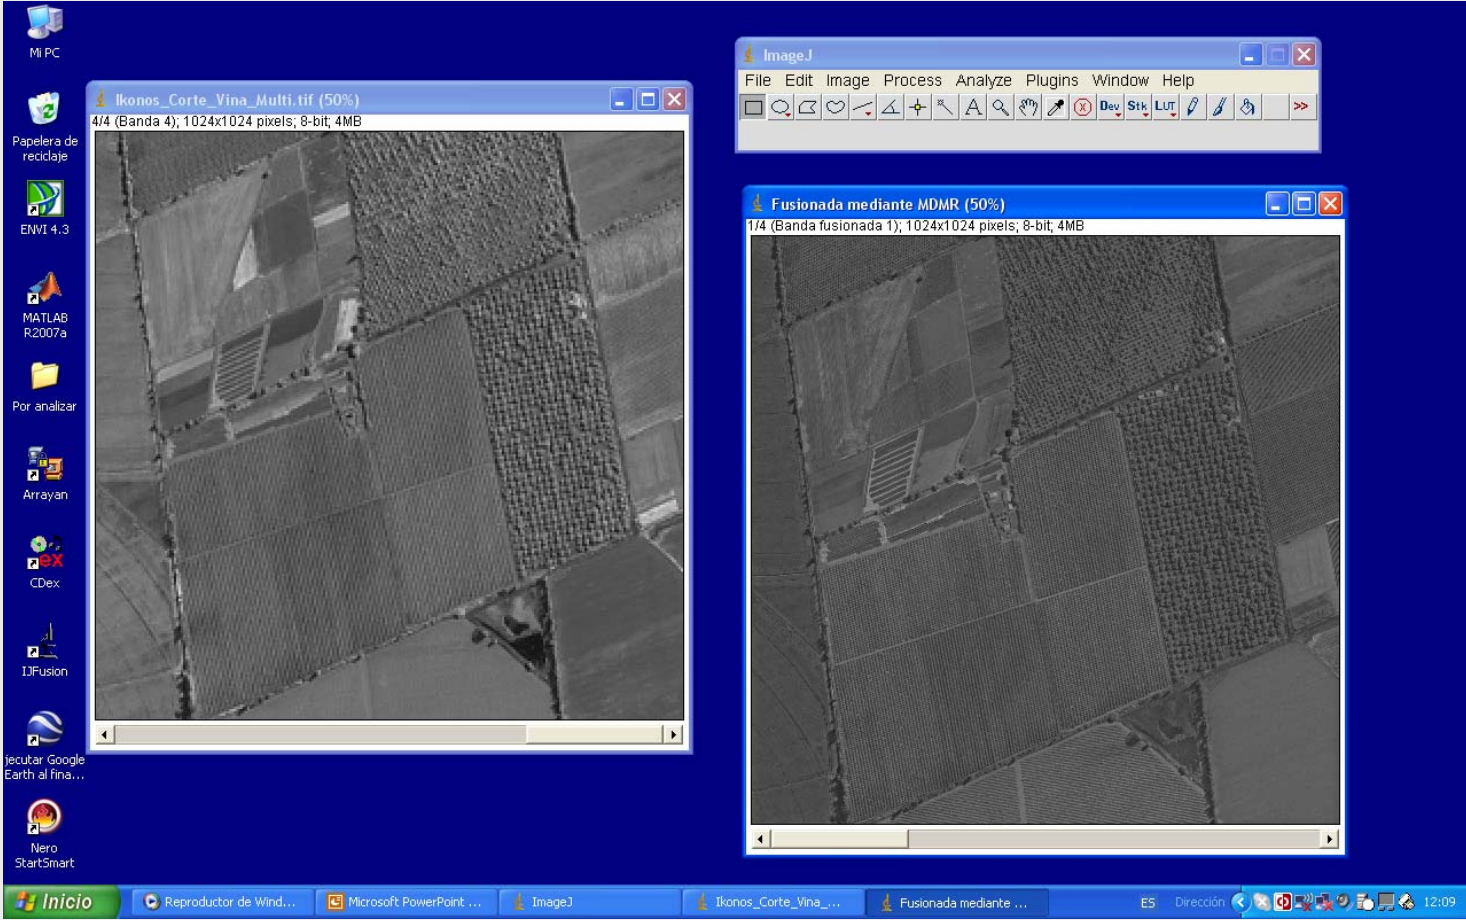 Mi PC
Papelera de
reciclaje
ENVI 4.3
MATLAB
R2007a
Por analizar
Arrayan
CDex
IJFusion
jecutar Google
Earth al fina...
Nero
StartSmart
Ikonos_Corte_Vina_Multi.tif (50%)
4/4 (Banda 4); 1024x1024 pixels; 8-bit; 4MB
ImageJ
File Edit Image Process Analyze Plugins Window Help
A Dev Stk LUT >>
Fusionada mediante MDMR (50%)
1/4 (Banda fusionada 1); 1024x1024 pixels; 8-bit; 4MB
Inicio
Reproductor de Wind...
Microsoft PowerPoint ...
ImageJ
Ikonos_Corte_Vina_...
Fusionada mediante ...
ES
Dirección
12:09